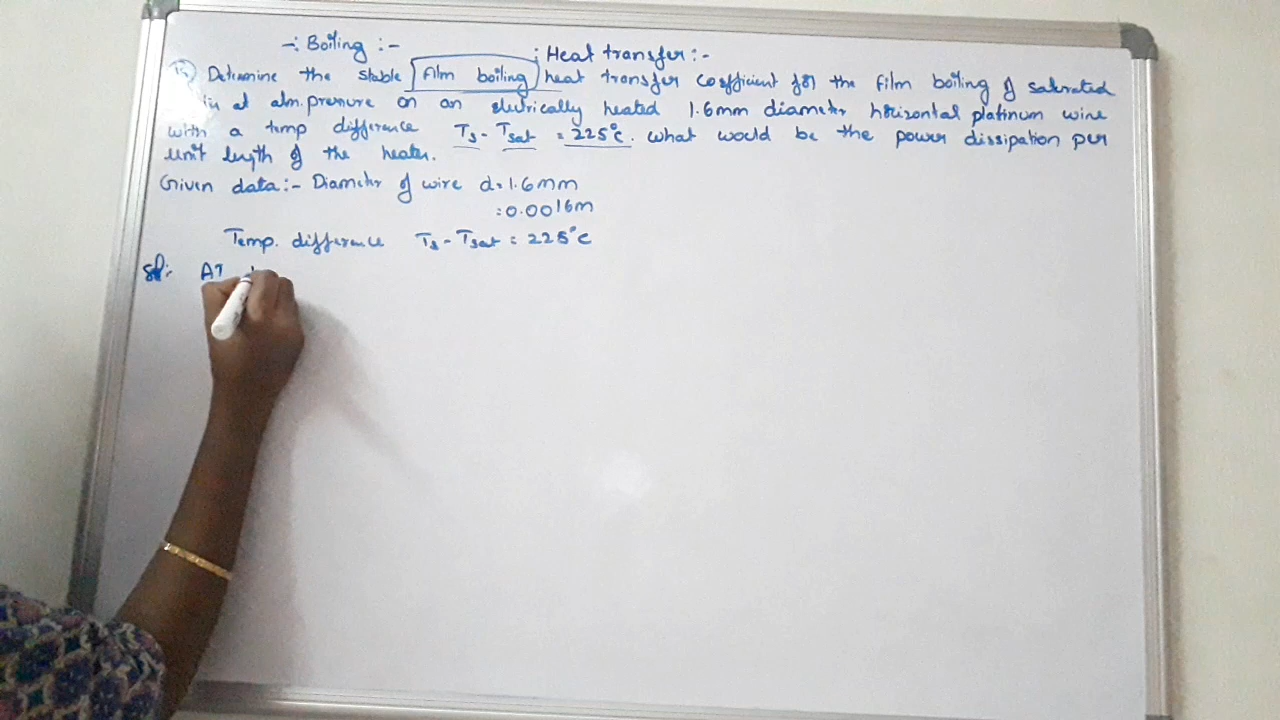 -: Boiling :-
: Heat transfer :-
15) Determine the stable film boiling heat transfer coefficient for the film boiling of saturated
at atm. pressure on an eletrically heated 1.6mm diameter horizontal platinum wire
with a temp difference Ts - Tsat = 225°c. what would be the power dissipation per
unit length of the heater.
Given data:- Diameter of wire d = 1.6mm
= 0.0016m
Temp. difference Ts - Tsat = 225°c
Sol: